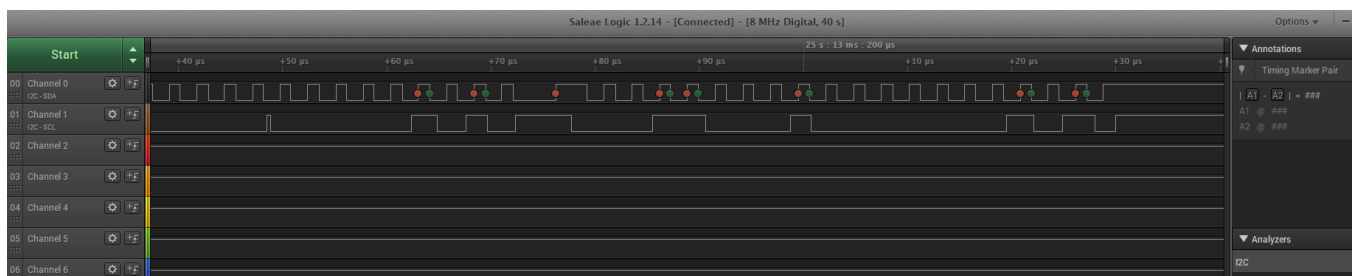 Saleae Logic 1.2.14 - [Connected] - [8 MHz Digital, 40 s]
Options
Start
25 s : 13 ms : 200 µs
+40 µs +50 µs +60 µs +70 µs +80 µs +90 µs +10 µs +20 µs +30 µs
Annotations
Timing Marker Pair
| A1 - A2 | = ###
A1 @ ###
A2 @ ###
00 Channel 0
I2C - SDA
01 Channel 1
I2C - SCL
02 Channel 2
03 Channel 3
04 Channel 4
05 Channel 5
06 Channel 6
Analyzers
I2C